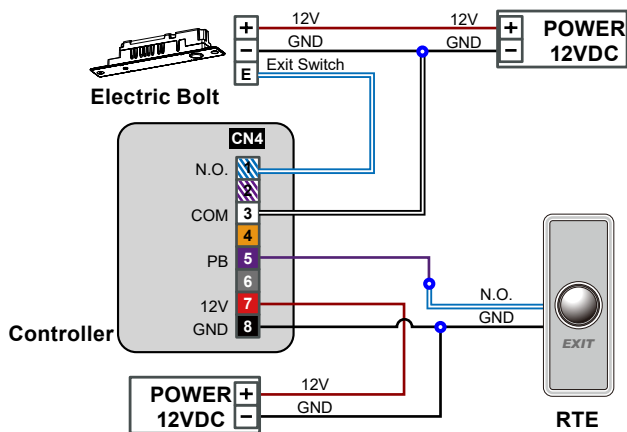 12V
12V
+
+
POWER
GND
GND
−
−
12VDC
E
Exit Switch
Electric Bolt
CN4
N.O.
1
2
COM
3
4
PB
5
6
N.O.
12V
7
GND
GND
8
EXIT
Controller
POWER
+
12V
12VDC
−
GND
RTE